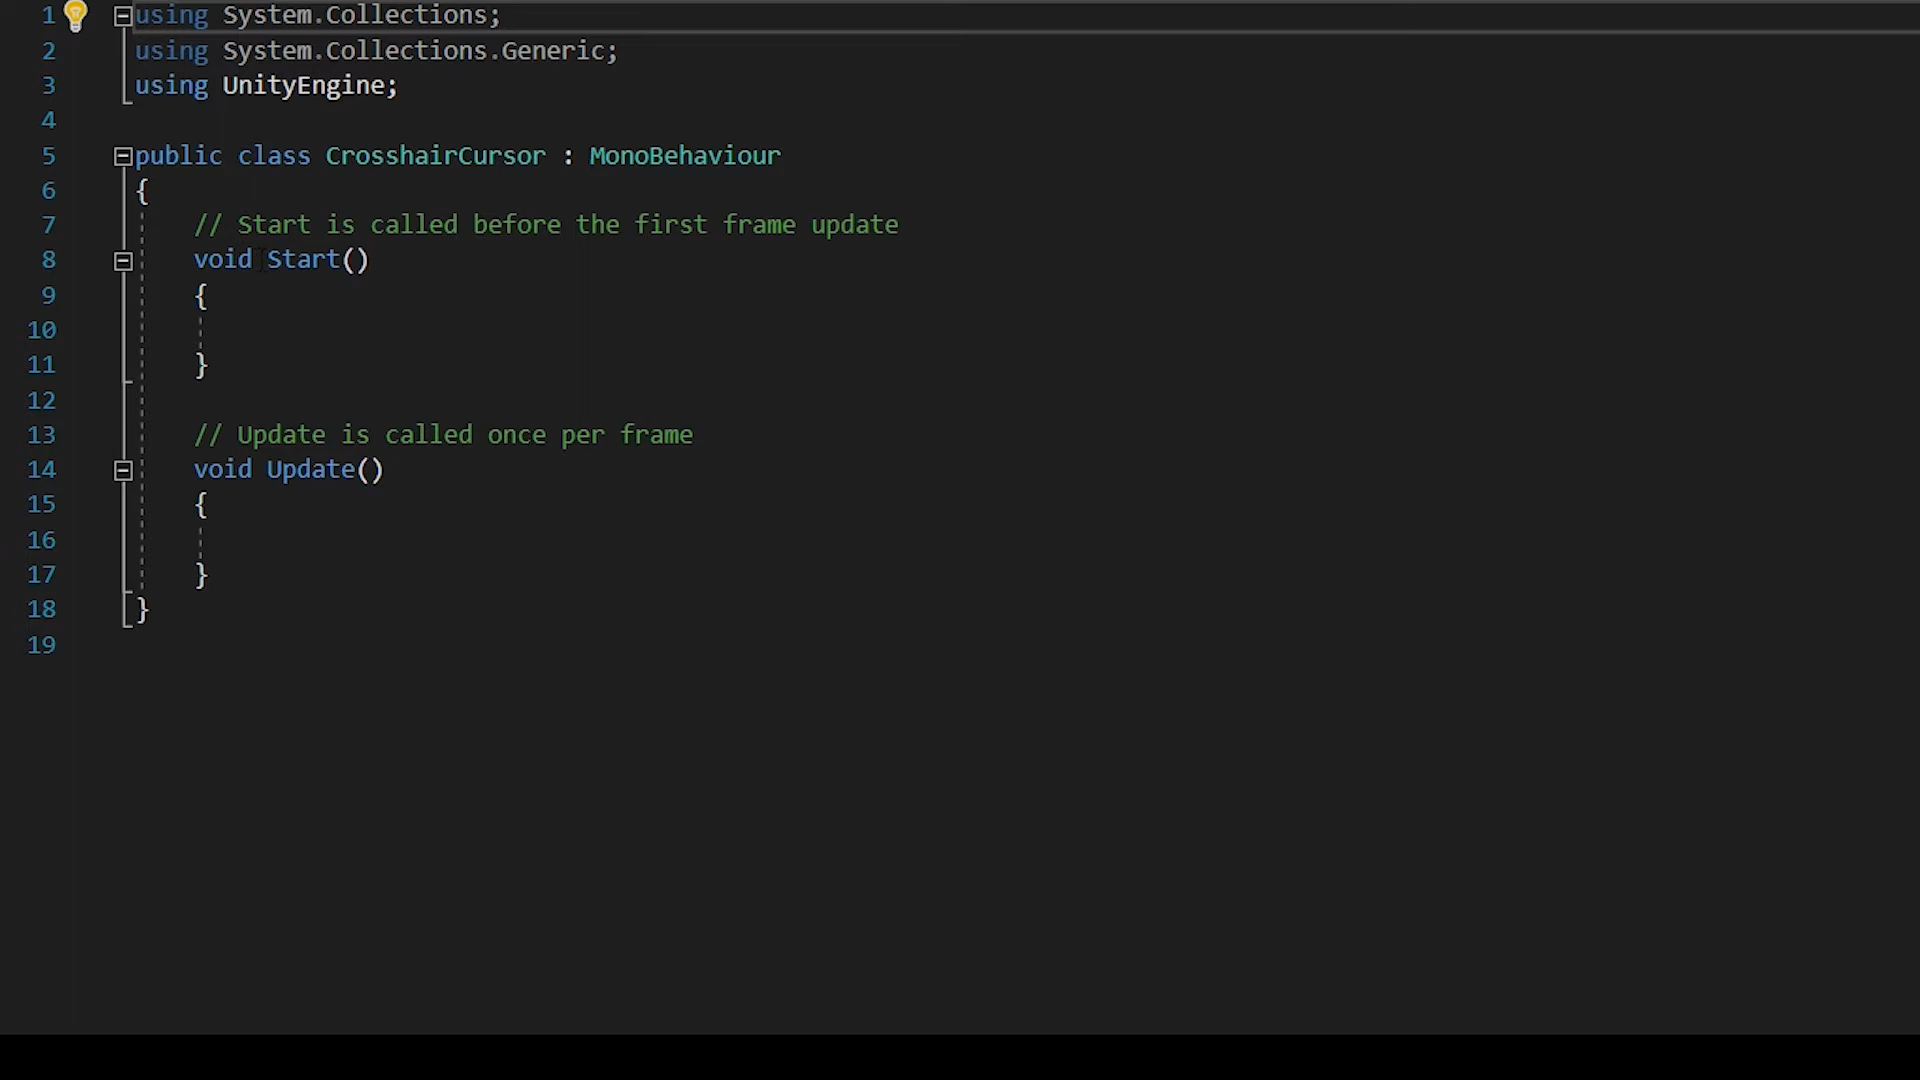 1 using System.Collections;
2 using System.Collections.Generic;
3 using UnityEngine;
4
5 public class CrosshairCursor : MonoBehaviour
6 {
7 // Start is called before the first frame update
8 void Start()
9 {
10
11 }
12
13 // Update is called once per frame
14 void Update()
15 {
16
17 }
18 }
19